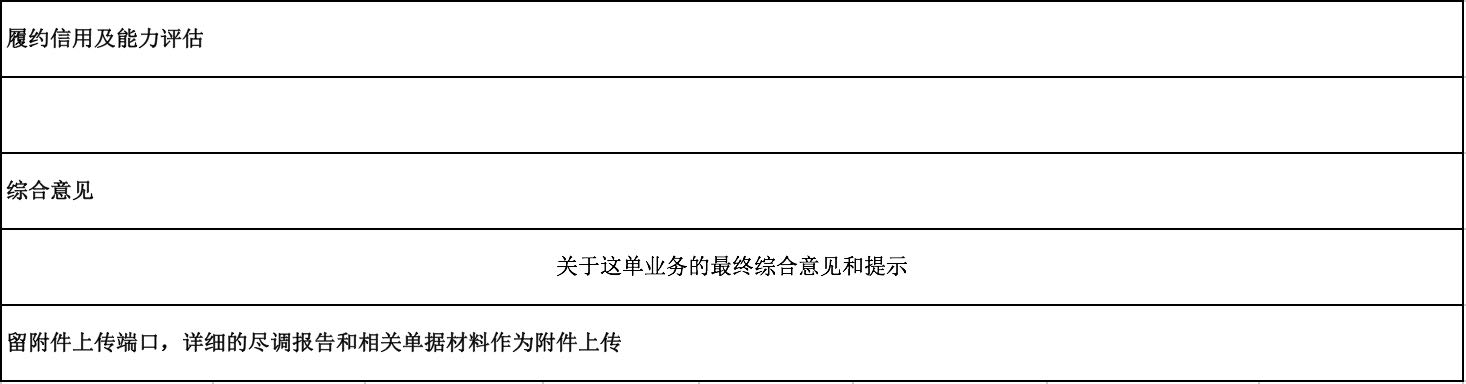 履约信用及能力评估
综合意见
关于这单业务的最终综合意见和提示
留附件上传端口，详细的尽调报告和相关单据材料作为附件上传